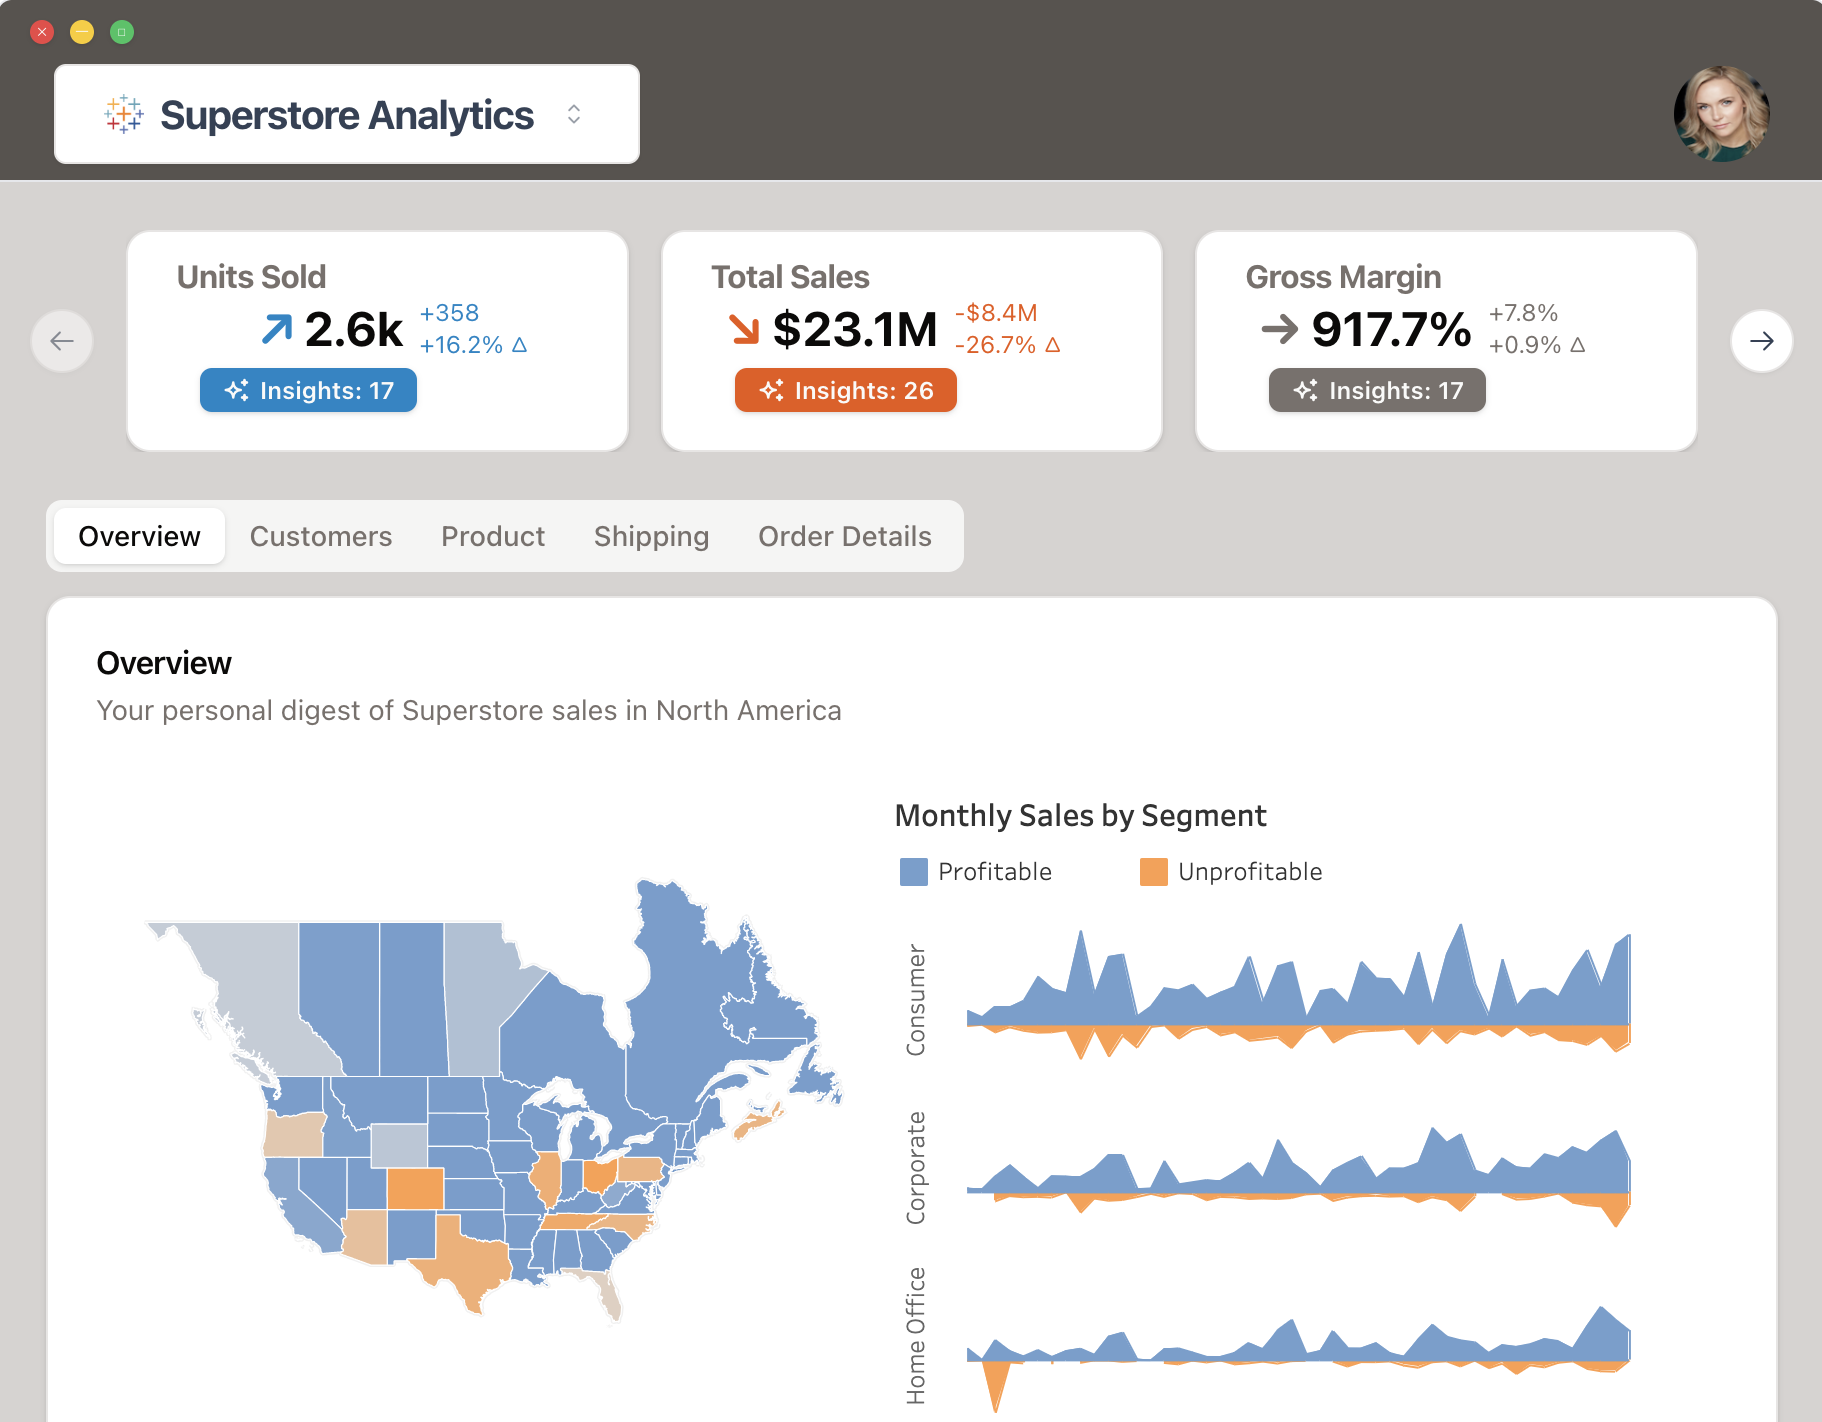 Superstore Analytics
Units Sold
2.6k
+358
+16.2% Δ
Insights: 17
Total Sales
$23.1M
-$8.4M
-26.7% Δ
Insights: 26
Gross Margin
917.7%
+7.8%
+0.9% Δ
Insights: 17
Overview Customers Product Shipping Order Details
Overview
Your personal digest of Superstore sales in North America
Monthly Sales by Segment
Profitable Unprofitable
Consumer
Corporate
Home Office